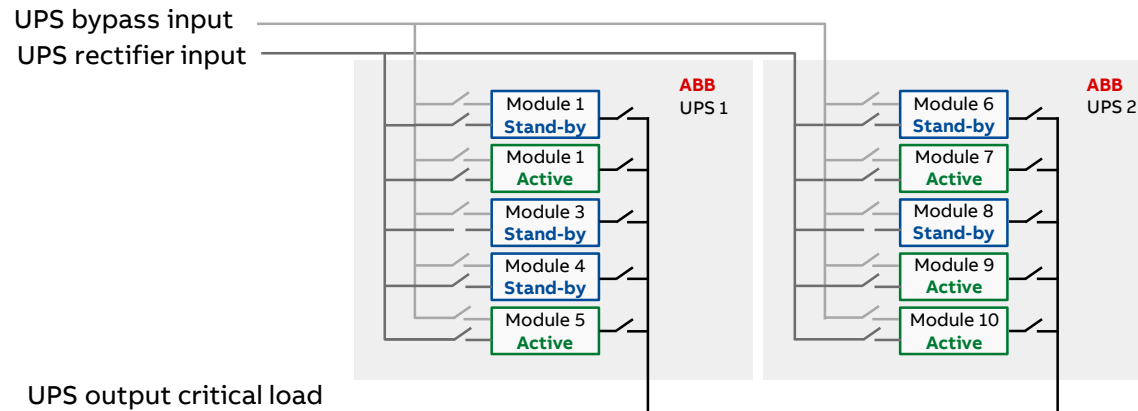 UPS bypass input
UPS rectifier input
ABB
UPS 1
Module 1
Stand-by
Module 1
Active
Module 3
Stand-by
Module 4
Stand-by
Module 5
Active
ABB
UPS 2
Module 6
Stand-by
Module 7
Active
Module 8
Stand-by
Module 9
Active
Module 10
Active
UPS output critical load